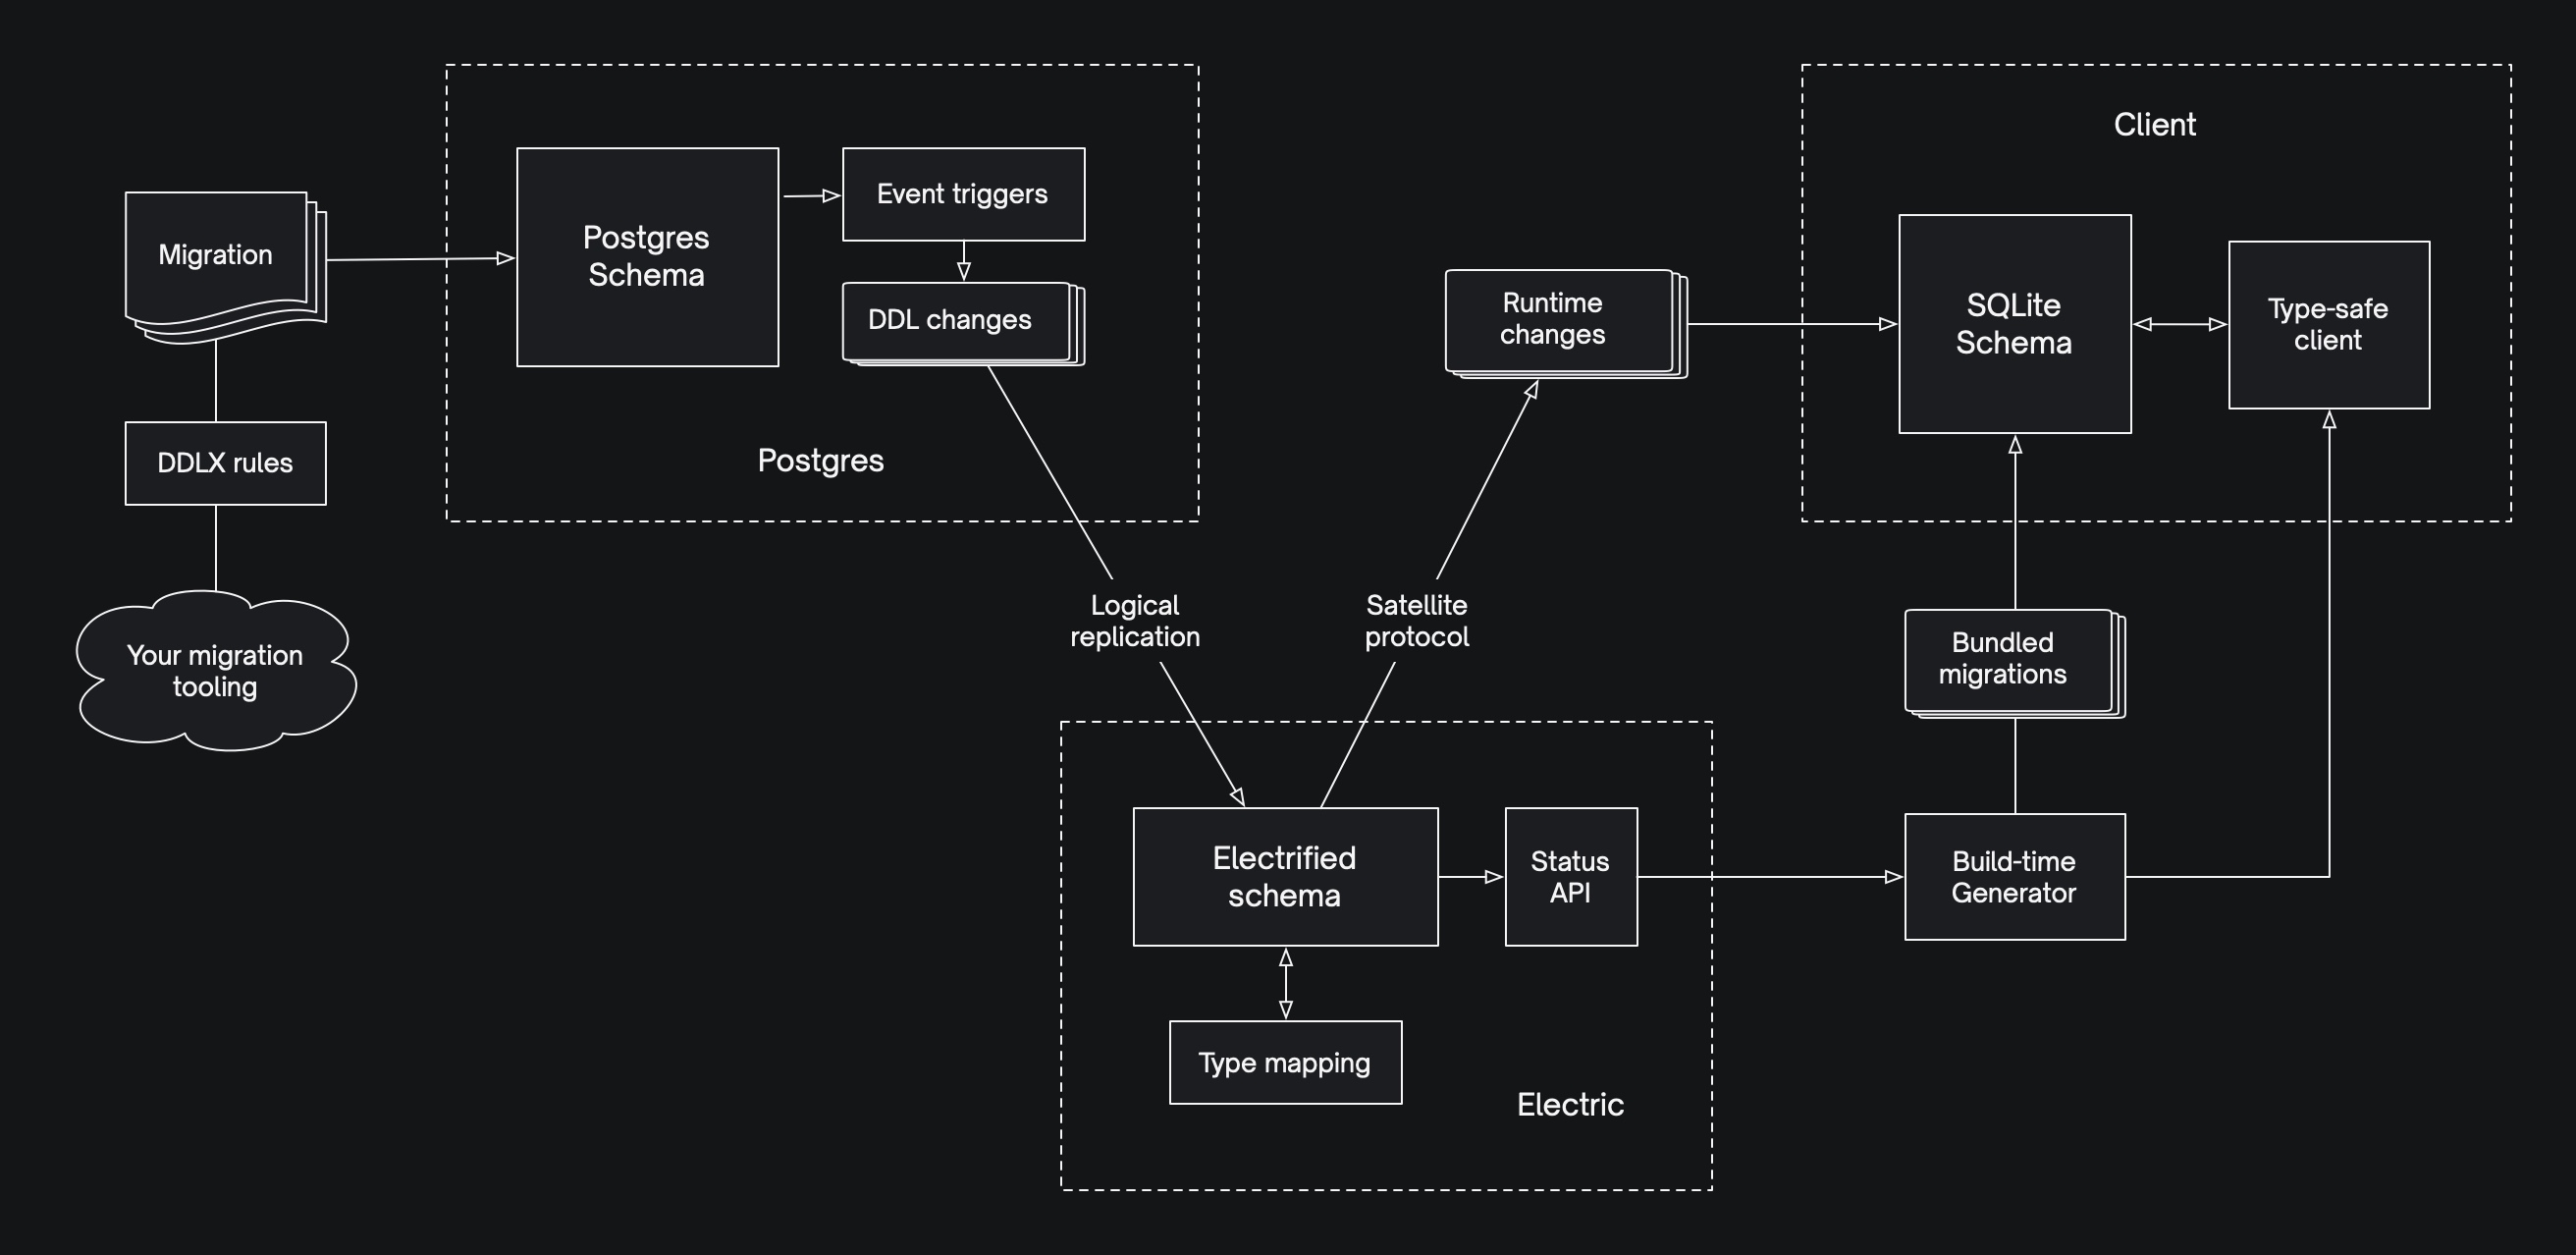 Migration
DDLX rules
Your migration
tooling
Postgres
Schema
Event triggers
DDL changes
Postgres
Logical
replication
Satellite
protocol
Runtime
changes
Client
SQLite
Schema
Type-safe
client
Bundled
migrations
Electrified
schema
Status
API
Build-time
Generator
Type mapping
Electric